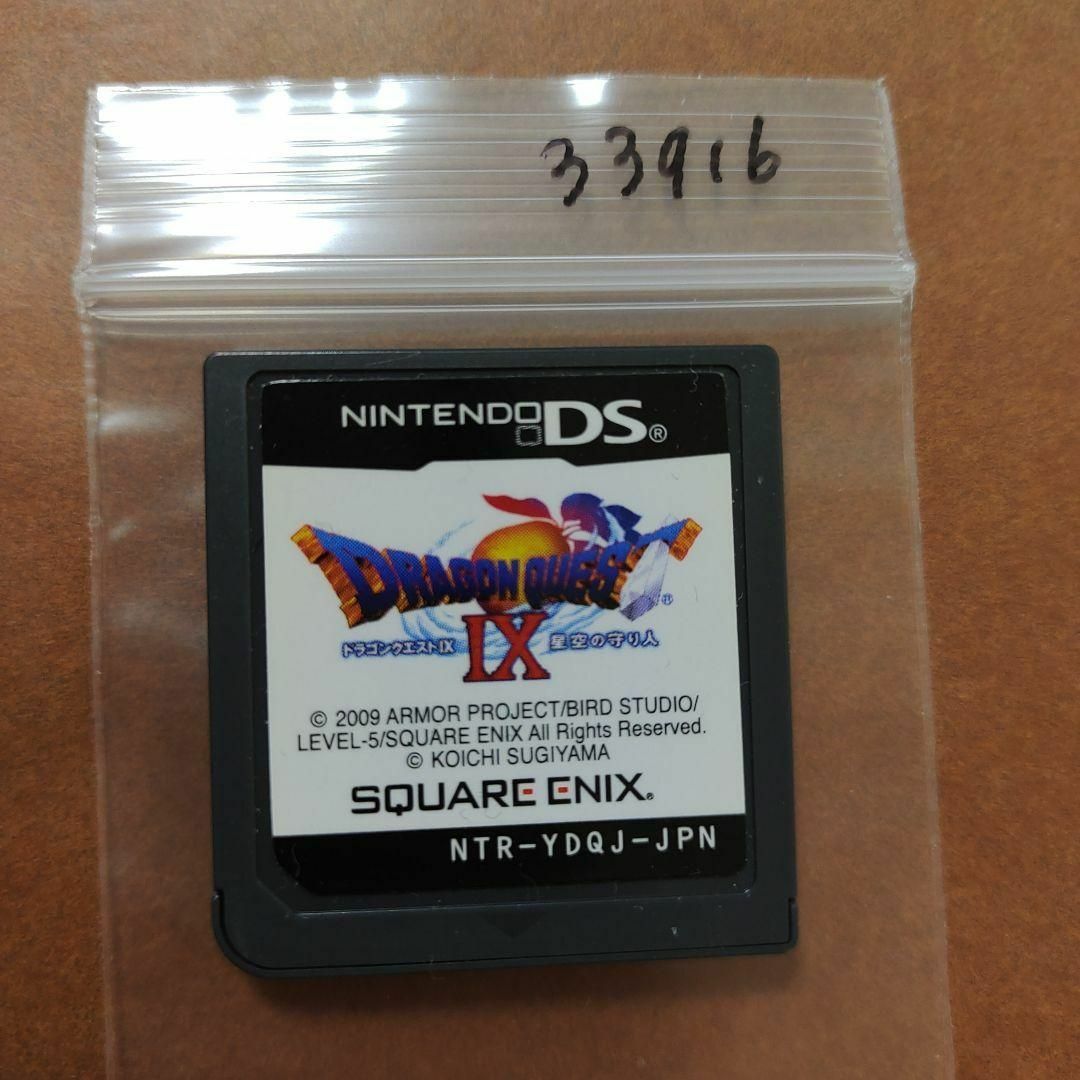 33916
NINTENDO DS®
DRAGON QUEST®
IX
ドラゴンクエストIX 星空の守り人
© 2009 ARMOR PROJECT/BIRD STUDIO/
LEVEL-5/SQUARE ENIX All Rights Reserved.
© KOICHI SUGIYAMA
SQUARE ENIX.
NTR-YDQJ-JPN